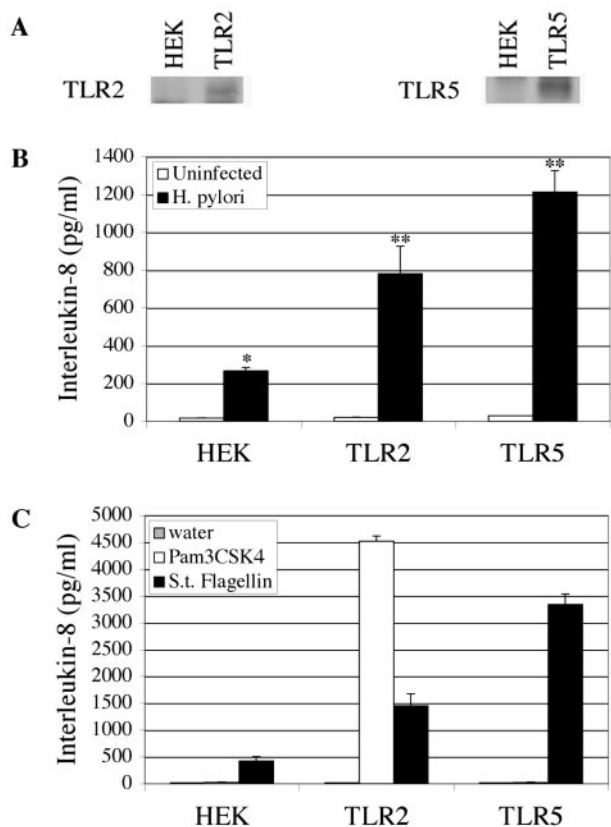 A
HEK
TLR2
HEK
TLR5
TLR2
TLR5
B
Interleukin-8 (pg/ml)
1400
1200
1000
800
600
400
200
0
Uninfected
H. pylori
*
**
**
HEK
TLR2
TLR5
C
Interleukin-8 (pg/ml)
5000
4500
4000
3500
3000
2500
2000
1500
1000
500
0
water
Pam3CSK4
S.t. Flagellin
HEK
TLR2
TLR5